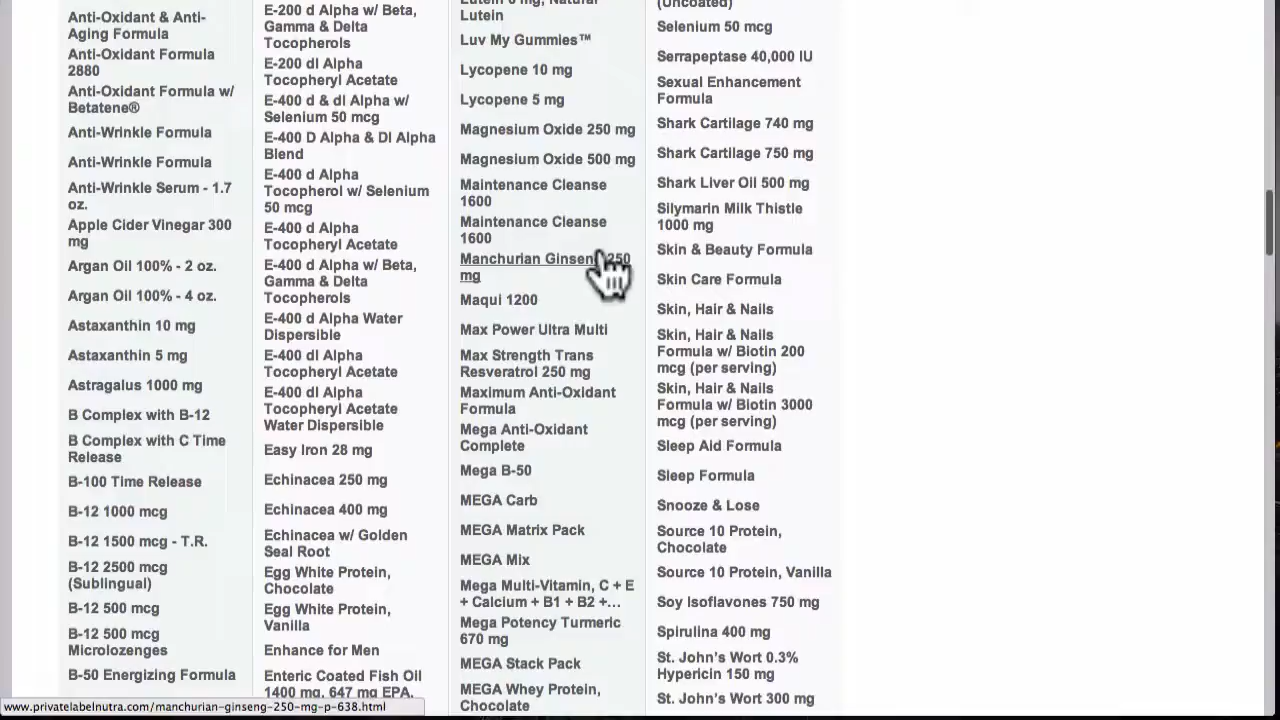 Anti-Oxidant & Anti-
Aging Formula
Anti-Oxidant Formula
2880
Anti-Oxidant Formula w/
Betatene®
Anti-Wrinkle Formula
Anti-Wrinkle Formula
Anti-Wrinkle Serum - 1.7
oz.
Apple Cider Vinegar 300
mg
Argan Oil 100% - 2 oz.
Argan Oil 100% - 4 oz.
Astaxanthin 10 mg
Astaxanthin 5 mg
Astragalus 1000 mg
B Complex with B-12
B Complex with C Time
Release
B-100 Time Release
B-12 1000 mcg
B-12 1500 mcg - T.R.
B-12 2500 mcg
(Sublingual)
B-12 500 mcg
B-12 500 mcg
Microlozenges
B-50 Energizing Formula
E-200 d Alpha w/ Beta,
Gamma & Delta
Tocopherols
E-200 dl Alpha
Tocopheryl Acetate
E-400 d & dl Alpha w/
Selenium 50 mcg
E-400 D Alpha & Dl Alpha
Blend
E-400 d Alpha
Tocopherol w/ Selenium
50 mcg
E-400 d Alpha
Tocopheryl Acetate
E-400 d Alpha w/ Beta,
Gamma & Delta
Tocopherols
E-400 d Alpha Water
Dispersible
E-400 dl Alpha
Tocopheryl Acetate
E-400 dl Alpha
Tocopheryl Acetate
Water Dispersible
Easy Iron 28 mg
Echinacea 250 mg
Echinacea 400 mg
Echinacea w/ Golden
Seal Root
Egg White Protein,
Chocolate
Egg White Protein,
Vanilla
Enhance for Men
Enteric Coated Fish Oil
1400 mg, 647 mg EPA,
Lutein 6 mg, Natural
Lutein
Luv My Gummies™
Lycopene 10 mg
Lycopene 5 mg
Magnesium Oxide 250 mg
Magnesium Oxide 500 mg
Maintenance Cleanse
1600
Maintenance Cleanse
1600
Manchurian Ginseng 250
mg
Maqui 1200
Max Power Ultra Multi
Max Strength Trans
Resveratrol 250 mg
Maximum Anti-Oxidant
Formula
Mega Anti-Oxidant
Complete
Mega B-50
MEGA Carb
MEGA Matrix Pack
MEGA Mix
Mega Multi-Vitamin, C + E
+ Calcium + B1 + B2 +...
Mega Potency Turmeric
670 mg
MEGA Stack Pack
MEGA Whey Protein,
Chocolate
(Uncoated)
Selenium 50 mcg
Serrapeptase 40,000 IU
Sexual Enhancement
Formula
Shark Cartilage 740 mg
Shark Cartilage 750 mg
Shark Liver Oil 500 mg
Silymarin Milk Thistle
1000 mg
Skin & Beauty Formula
Skin Care Formula
Skin, Hair & Nails
Skin, Hair & Nails
Formula w/ Biotin 200
mcg (per serving)
Skin, Hair & Nails
Formula w/ Biotin 3000
mcg (per serving)
Sleep Aid Formula
Sleep Formula
Snooze & Lose
Source 10 Protein,
Chocolate
Source 10 Protein, Vanilla
Soy Isoflavones 750 mg
Spirulina 400 mg
St. John's Wort 0.3%
Hypericin 150 mg
St. John's Wort 300 mg
www.privatelabelnutra.com/manchurian-ginseng-250-mg-p-638.html